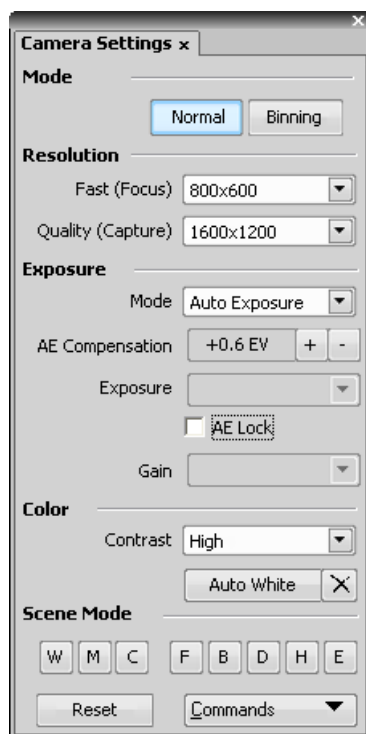 Camera Settings x
Mode
Normal Binning
Resolution
Fast (Focus) 800x600
Quality (Capture) 1600x1200
Exposure
Mode Auto Exposure
AE Compensation +0.6 EV + -
Exposure
AE Lock
Gain
Color
Contrast High
Auto White
Scene Mode
W M C F B D H E
Reset Commands